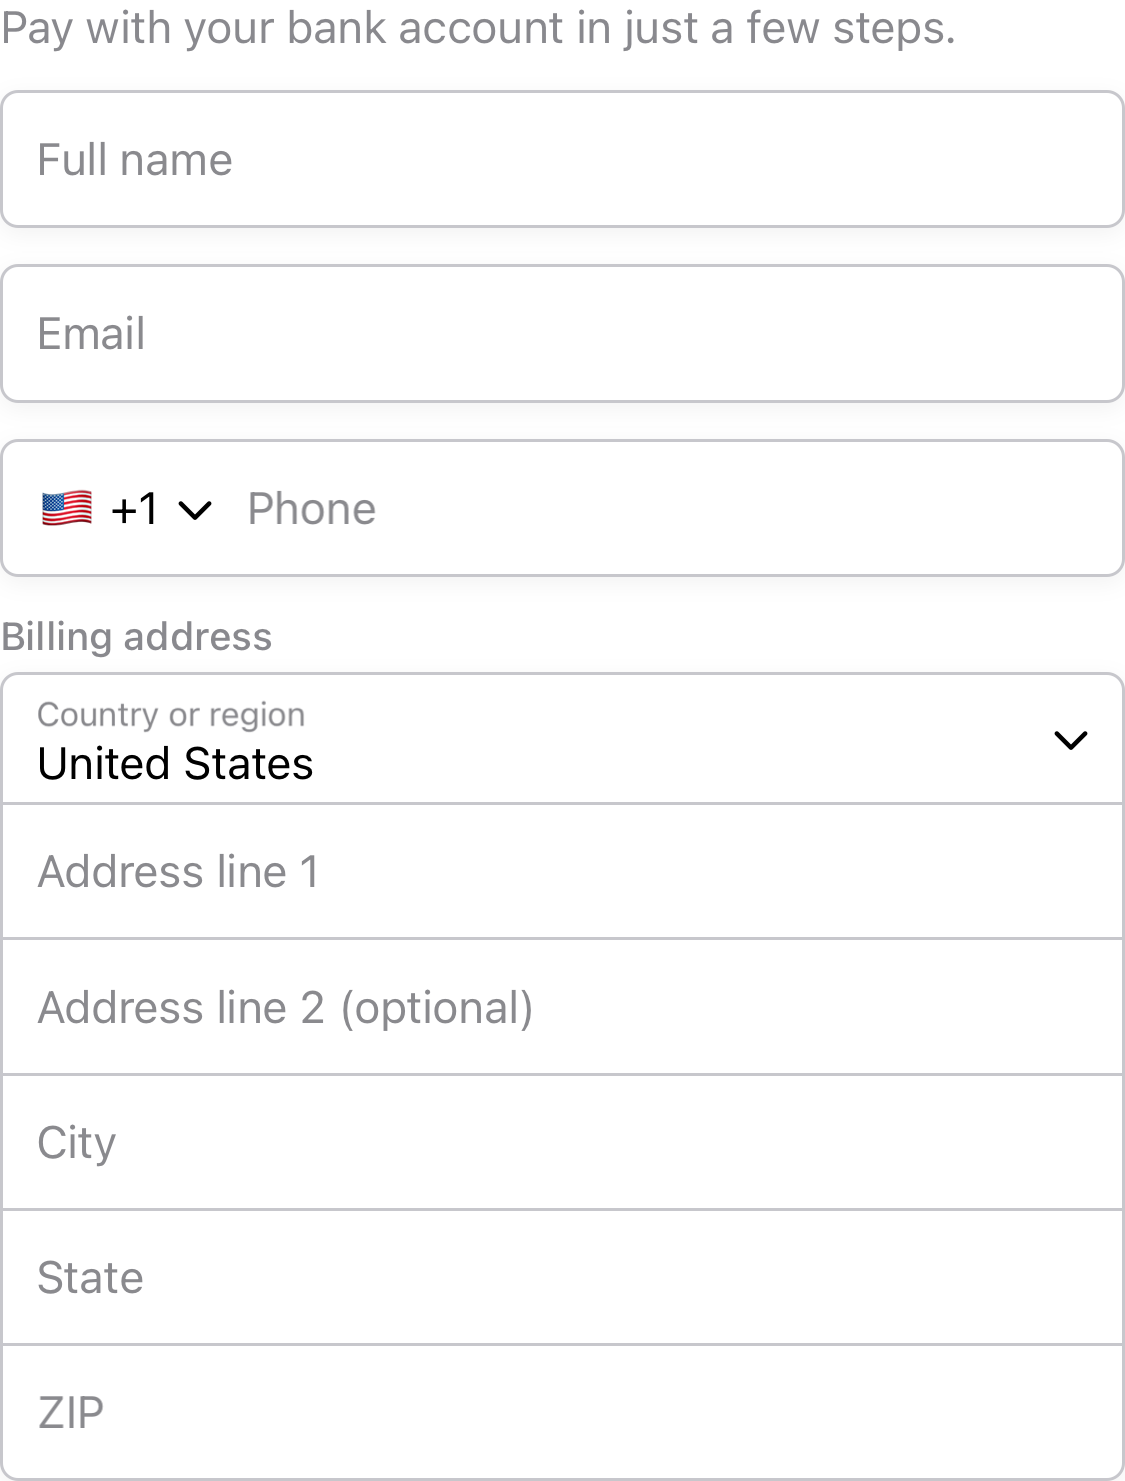 Pay with your bank account in just a few steps.
Full name
Email
+1 Phone
Billing address
Country or region
United States
Address line 1
Address line 2 (optional)
City
State
ZIP